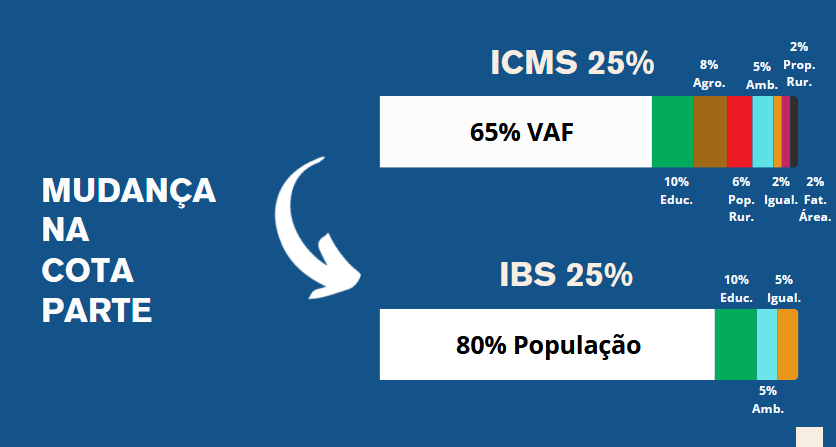 MUDANÇA
NA
COTA
PARTE
ICMS 25%
8%
Agro.
5%
Amb.
2%
Prop.
Rur.
65% VAF
10%
Educ.
6%
Pop.
Rur.
2%
Igual.
2%
Fat.
Área.
IBS 25%
10%
Educ.
5%
Igual.
80% População
5%
Amb.